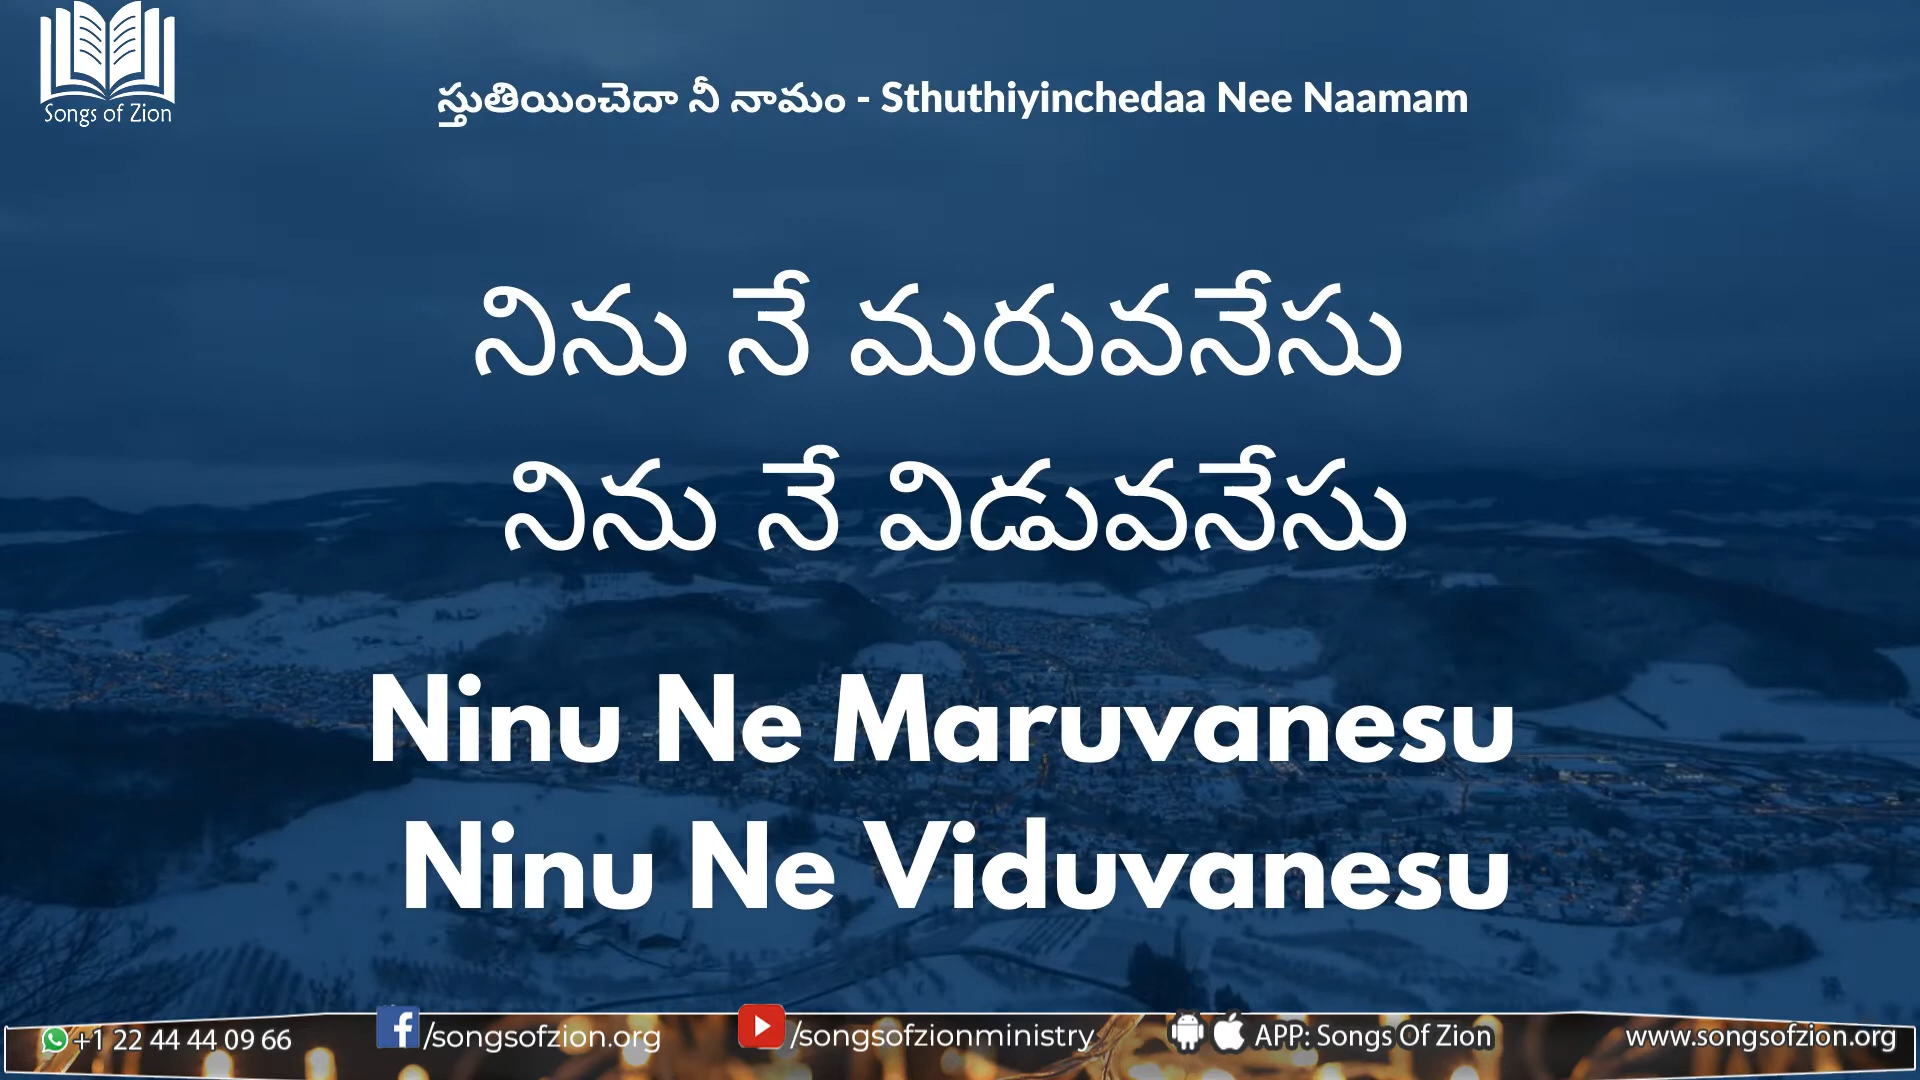 Songs of Zion
స్తుతియించెదా నీ నామం - Sthuthiyinchedaa Nee Naamam
నిను నే మరువనేసు
నిను నే విడువనేసు
Ninu Ne Maruvanesu
Ninu Ne Viduvanesu
+1 22 44 44 09 66 /songsofzion.org /songsofzionministry APP: Songs Of Zion www.songsofzion.org